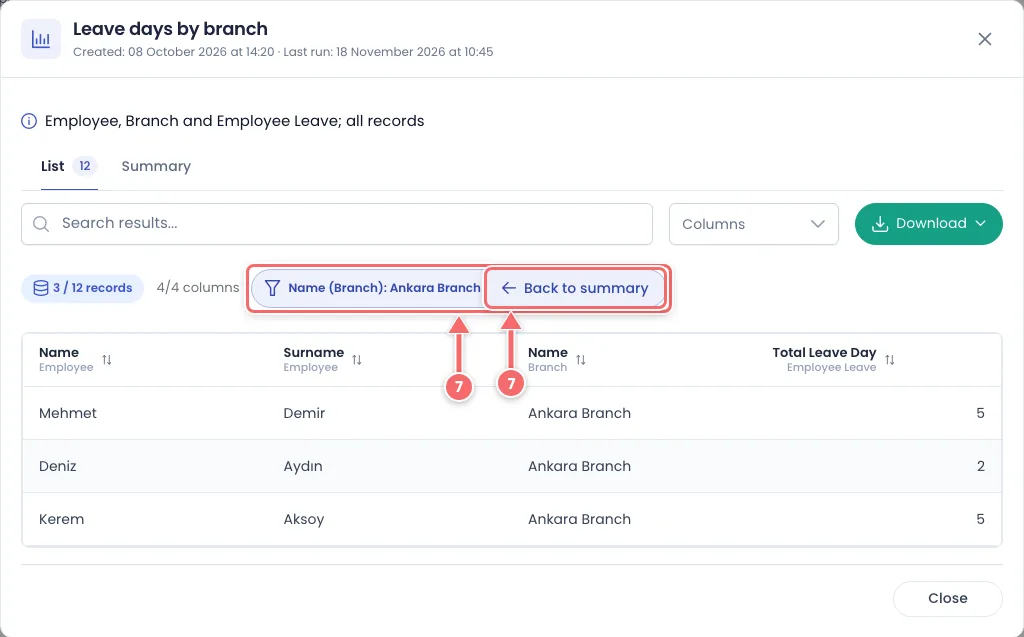 Leave days by branch
Created: 08 October 2026 at 14:20 · Last run: 18 November 2026 at 10:45
Employee, Branch and Employee Leave; all records
List 12 Summary
Search results...
Columns
Download
3 / 12 records
4/4 columns
Name (Branch): Ankara Branch
Back to summary
7
7
Name Surname Name Total Leave Day
Employee Employee Branch Employee Leave
Mehmet Demir Ankara Branch 5
Deniz Aydın Ankara Branch 2
Kerem Aksoy Ankara Branch 5
Close